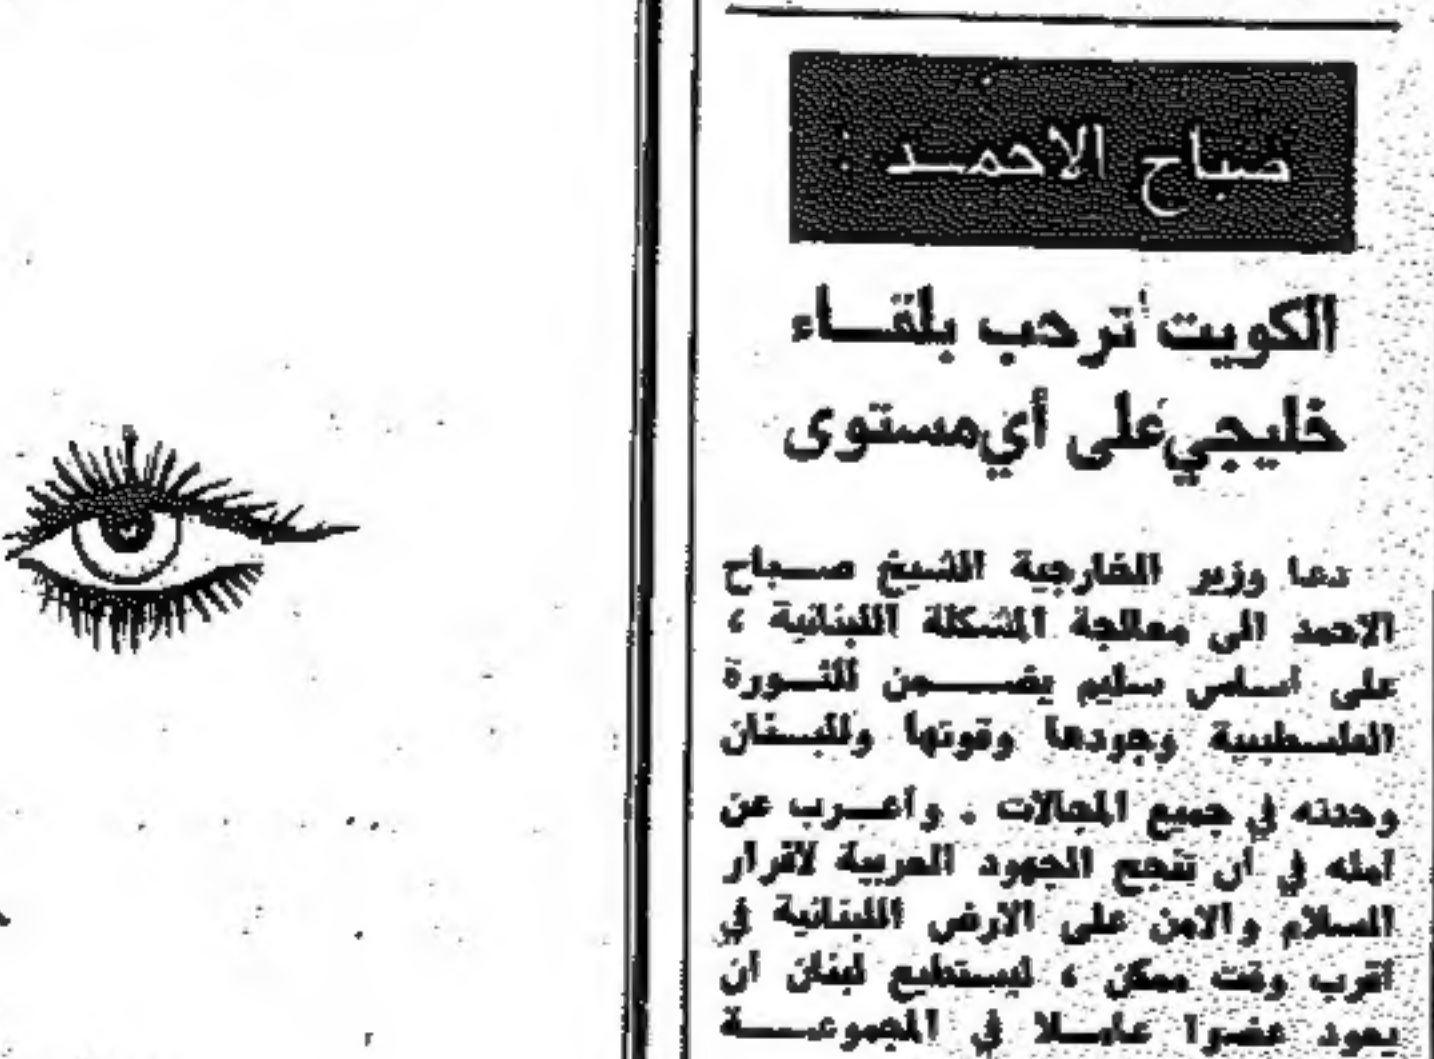 صباح الاحمد :
الكويت ترحب بلقاء
خليجي على أي مستوى
دعا وزير الخارجية الشيخ صباح
الاحمد الى معالجة المشكلة اللبنانية ،
على اساس سليم يضمن للثورة
الفلسطينية وجودها وقوتها وللبنان
وحدته في جميع المجالات . وأعرب عن
امله في أن تنجح الجهود العربية لاقرار
السلام والامن على الارض اللبنانية في
اقرب وقت ممكن ، ليستطيع لبنان ان
يعود عضوا عاملا في المجموعة